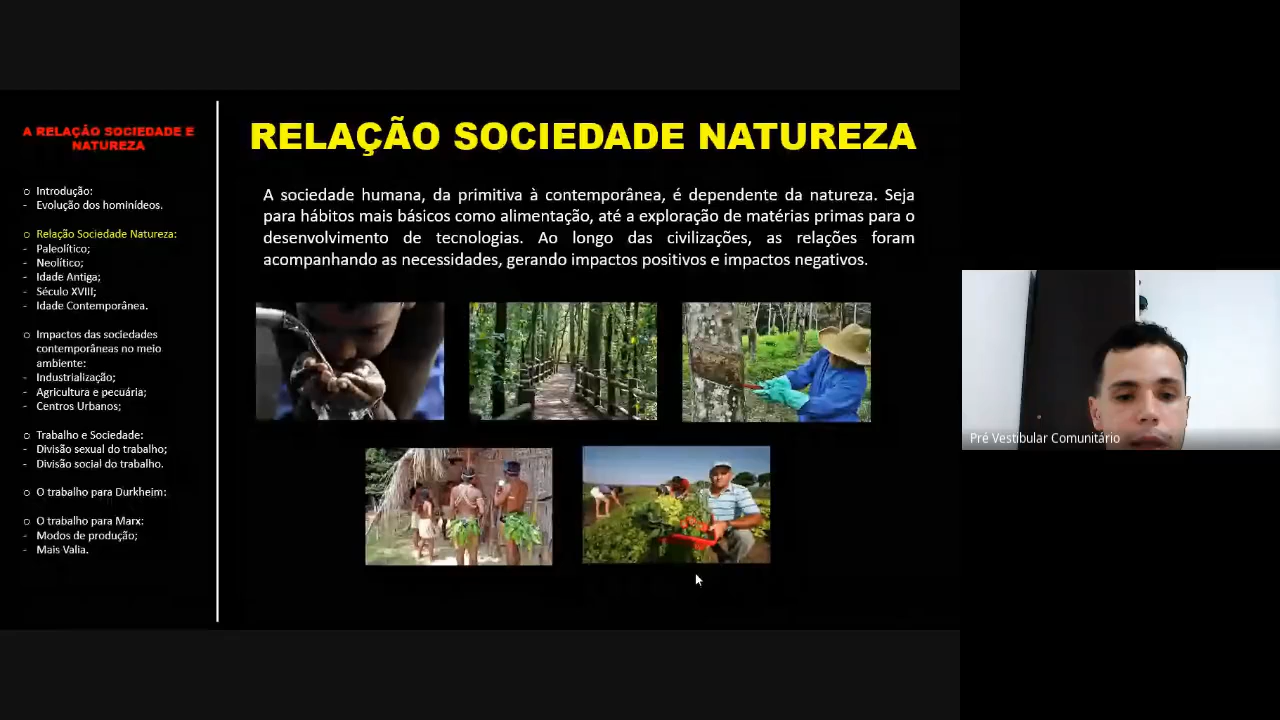 A RELAÇÃO SOCIEDADE E
NATUREZA
o Introdução:
- Evolução dos hominídeos.
o Relação Sociedade Natureza:
- Paleolítico;
- Neolítico;
- Idade Antiga;
- Século XVIII;
- Idade Contemporânea.
o Impactos das sociedades
contemporâneas no meio
ambiente:
- Industrialização;
- Agricultura e pecuária;
- Centros Urbanos;
o Trabalho e Sociedade:
- Divisão sexual do trabalho;
- Divisão social do trabalho.
o O trabalho para Durkheim:
o O trabalho para Marx:
- Modos de produção;
- Mais Valia.
RELAÇÃO SOCIEDADE NATUREZA
A sociedade humana, da primitiva à contemporânea, é dependente da natureza. Seja
para hábitos mais básicos como alimentação, até a exploração de matérias primas para o
desenvolvimento de tecnologias. Ao longo das civilizações, as relações foram
acompanhando as necessidades, gerando impactos positivos e impactos negativos.
Pré Vestibular Comunitário